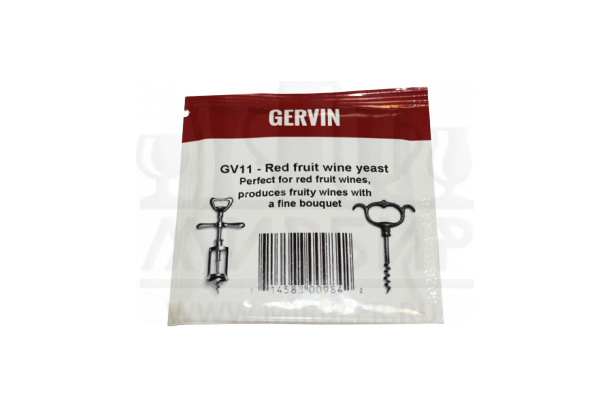 GERVIN
GV11 - Red fruit wine yeast
Perfect for red fruit wines,
produces fruity wines with
a fine bouquet